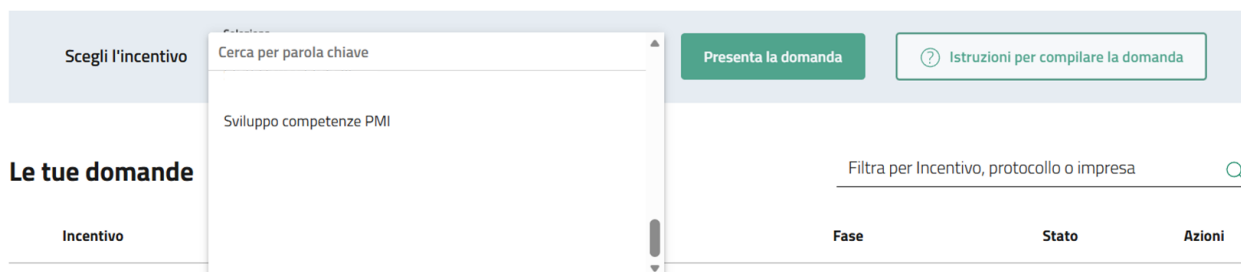 Scegli l'incentivo
Cerca per parola chiave
Presenta la domanda
? Istruzioni per compilare la domanda
Sviluppo competenze PMI
Le tue domande
Filtra per Incentivo, protocollo o impresa
Incentivo
Fase
Stato
Azioni